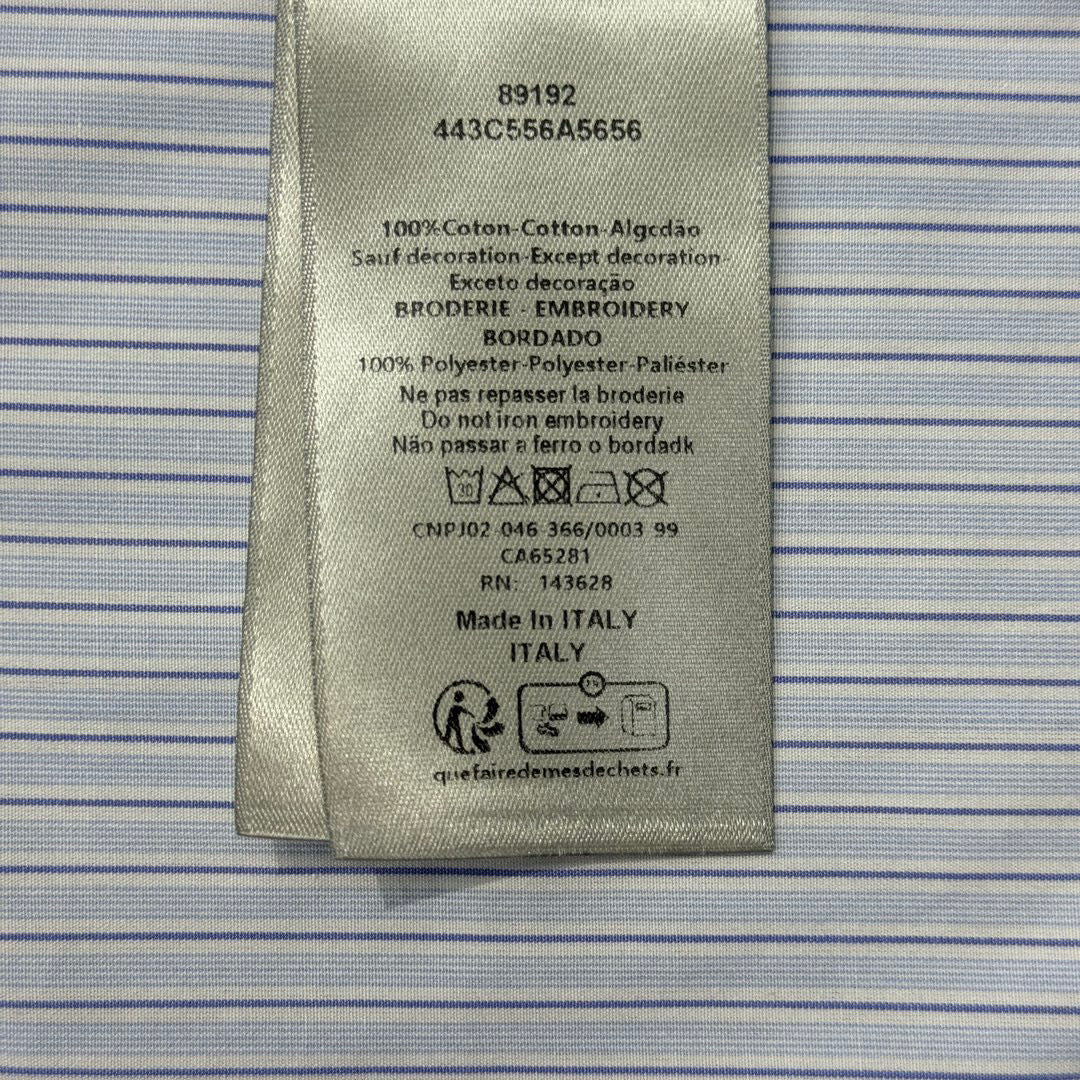 89192
443C556A5656
100%Coton-Cotton-Algcdão
Sauf décoration-Except decoration-
Exceto decoração
BRODERIE - EMBROIDERY
BORDADO
100% Polyester-Polyester-Paliéster
Ne pas repasser la broderie
Do not iron embroidery
Não passar a ferro o bordadk
30
CNPJ02 046 366/0003 99
CA65281
RN: 143628
Made In ITALY
ITALY
quefairedemesdechets.fr